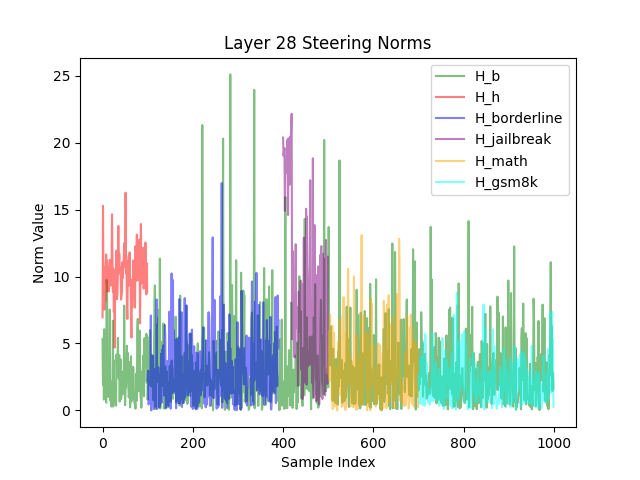 Layer 28 Steering Norms
25
20
15
10
5
0
Norm Value
0
200
400
600
800
1000
Sample Index
H_b
H_h
H_borderline
H_jailbreak
H_math
H_gsm8k